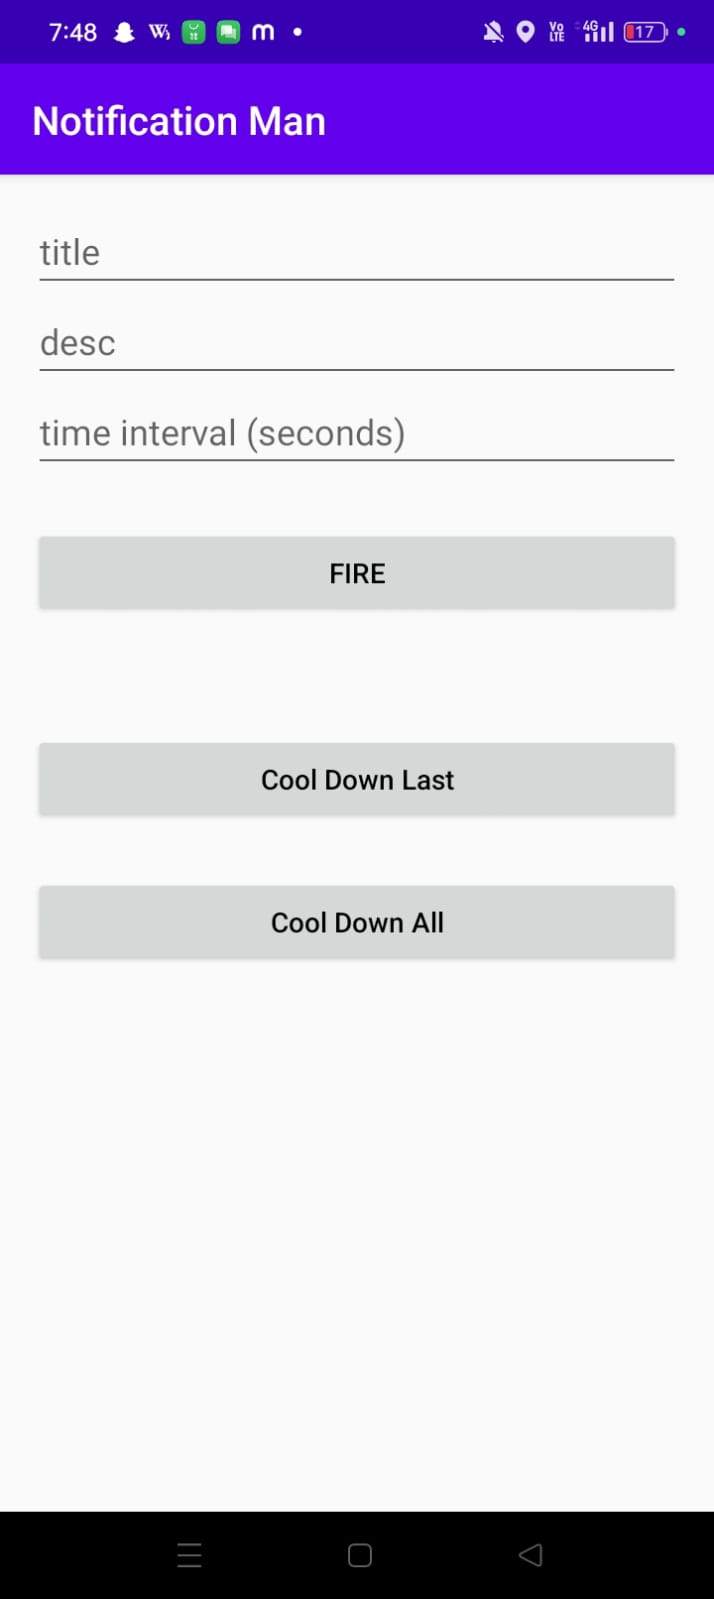 7:48 Vo LTE 4G 17
Notification Man
title
desc
time interval (seconds)
FIRE
Cool Down Last
Cool Down All